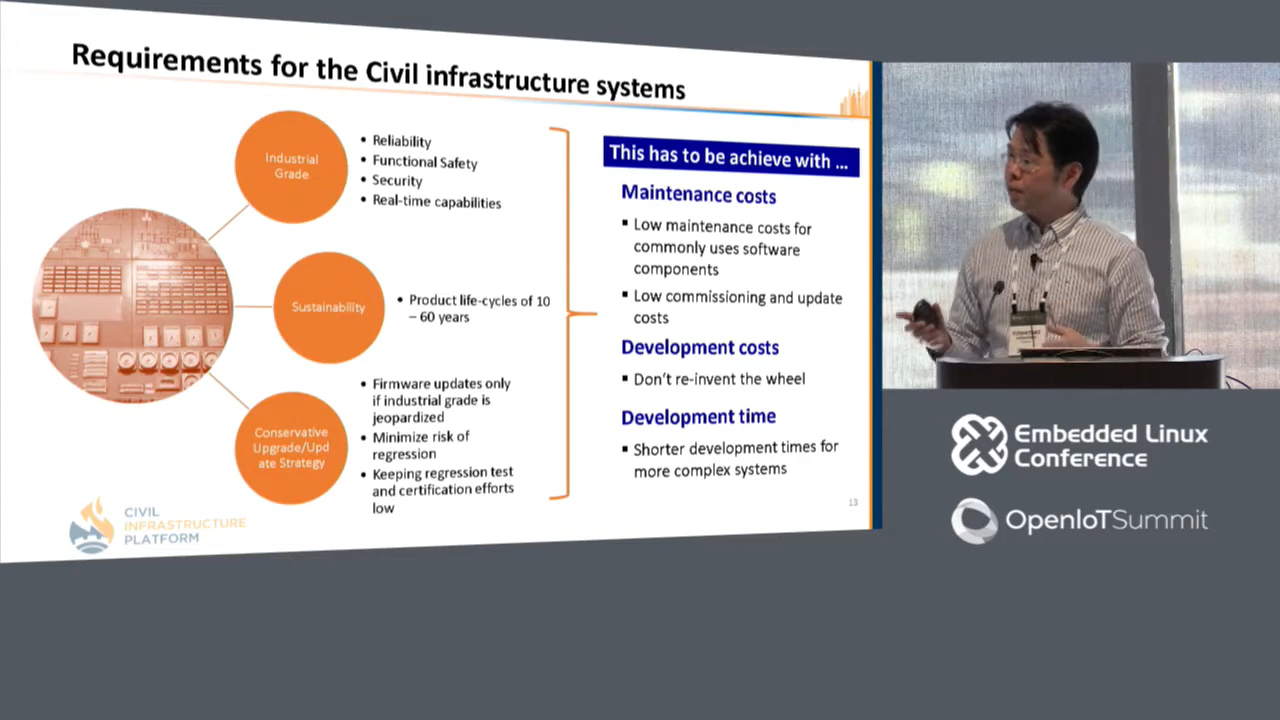 Requirements for the Civil infrastructure systems
Industrial
Grade
• Reliability
• Functional Safety
• Security
• Real-time capabilities
Sustainability
• Product life-cycles of 10
– 60 years
Conservative
Upgrade/Upd
ate Strategy
• Firmware updates only
if industrial grade is
jeopardized
• Minimize risk of
regression
• Keeping regression test
and certification efforts
low
This has to be achieve with ...
Maintenance costs
▪ Low maintenance costs for
commonly uses software
components
▪ Low commissioning and update
costs
Development costs
▪ Don't re-invent the wheel
Development time
▪ Shorter development times for
more complex systems
13
CIVIL
INFRASTRUCTURE
PLATFORM
Embedded Linux
Conference
OpenIoTSummit